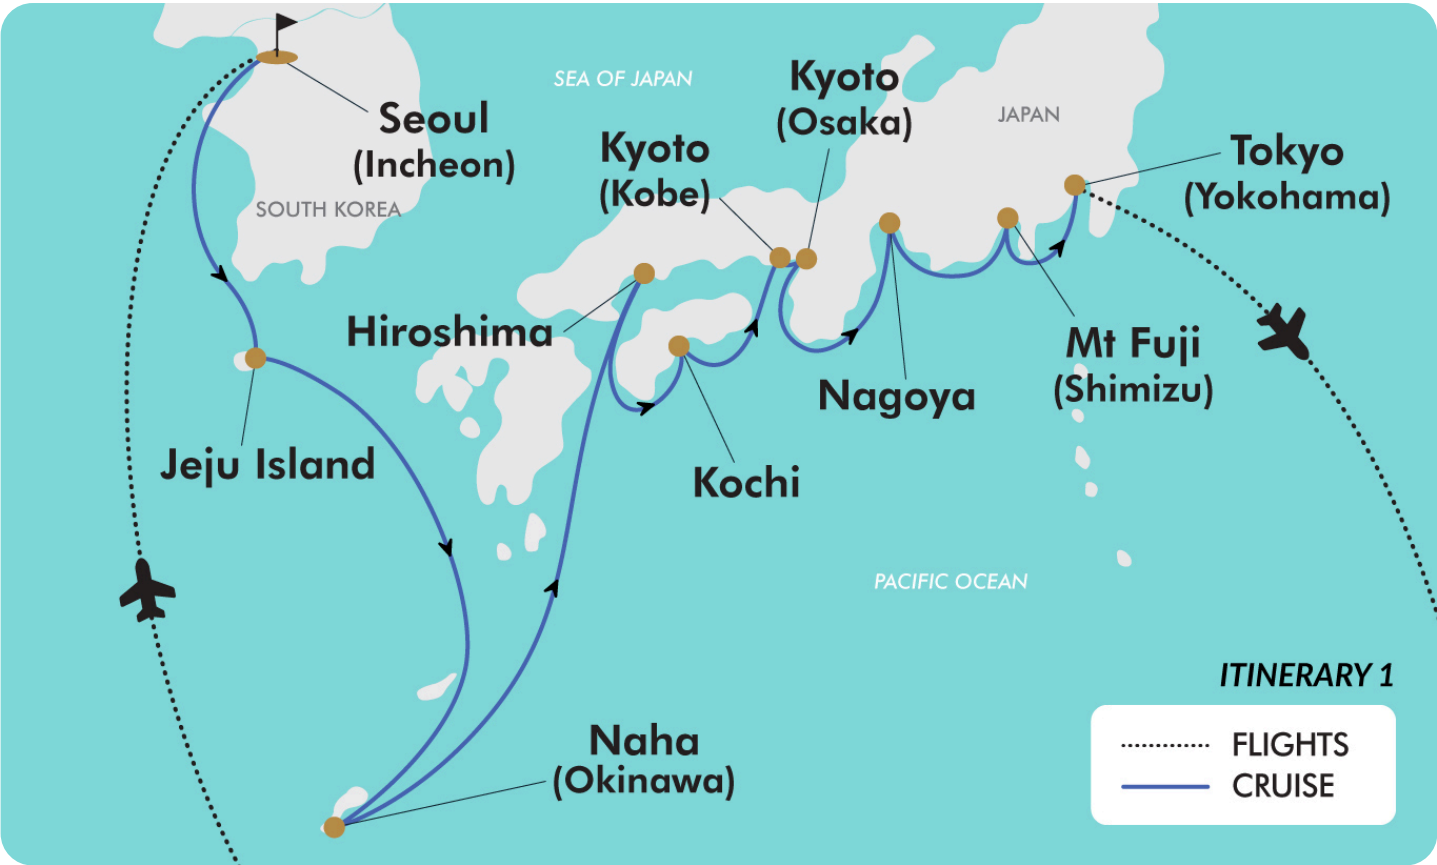 SEA OF JAPAN
Kyoto
(Osaka)
JAPAN
Seoul
(Incheon)
Kyoto
(Kobe)
Tokyo
(Yokohama)
SOUTH KOREA
Hiroshima
Mt Fuji
(Shimizu)
Nagoya
Jeju Island
Kochi
PACIFIC OCEAN
Naha
(Okinawa)
ITINERARY 1
FLIGHTS
CRUISE